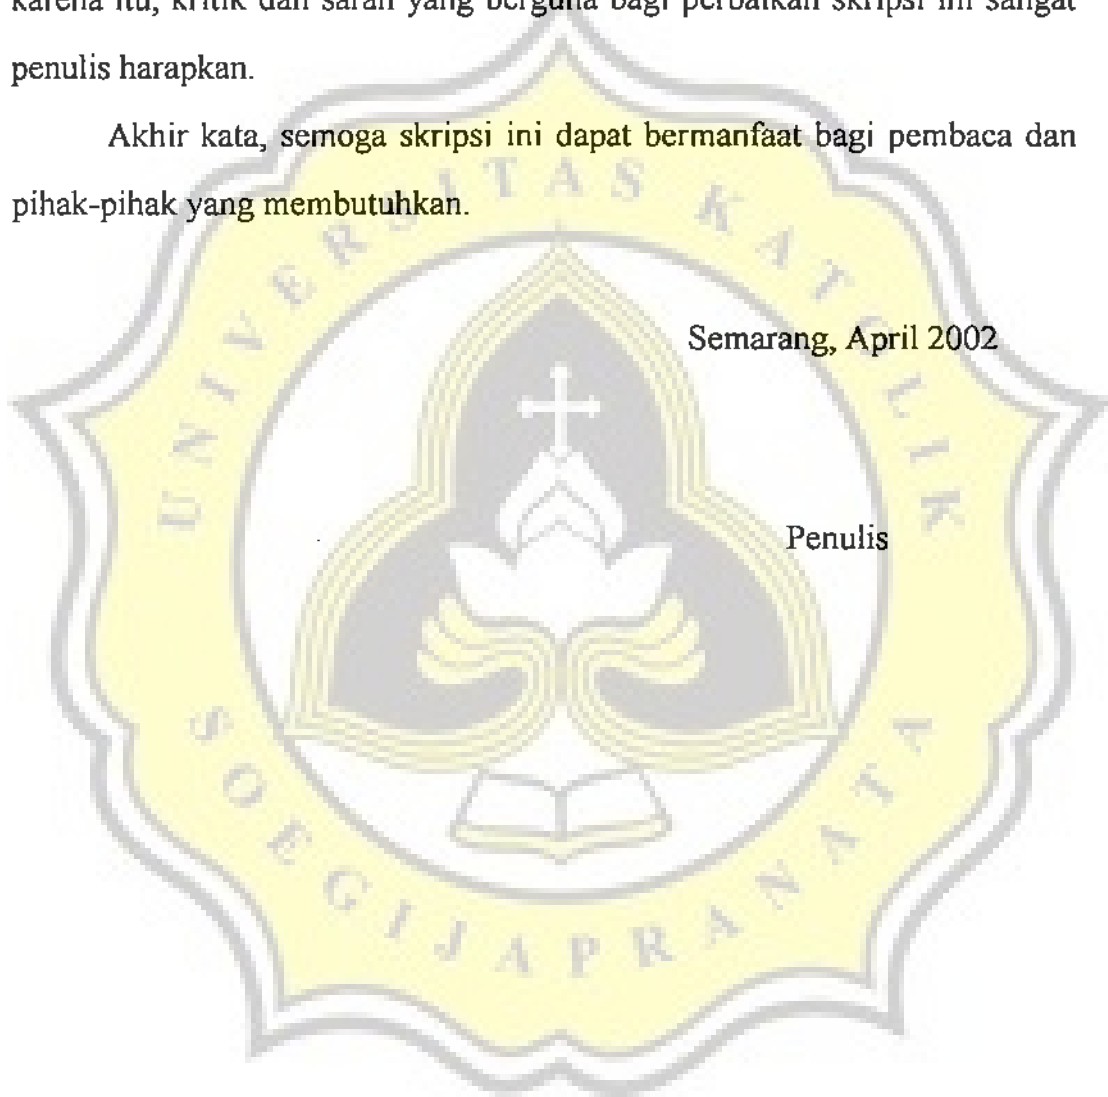 karena itu, kritik dan saran yang berguna bagi perbaikan skripsi ini sangat
penulis harapkan.
Akhir kata, semoga skripsi ini dapat bermanfaat bagi pembaca dan
pihak-pihak yang membutuhkan.
Semarang, April 2002
Penulis
UNIVERSITAS KATOLIK
SOEGIJAPRANATA